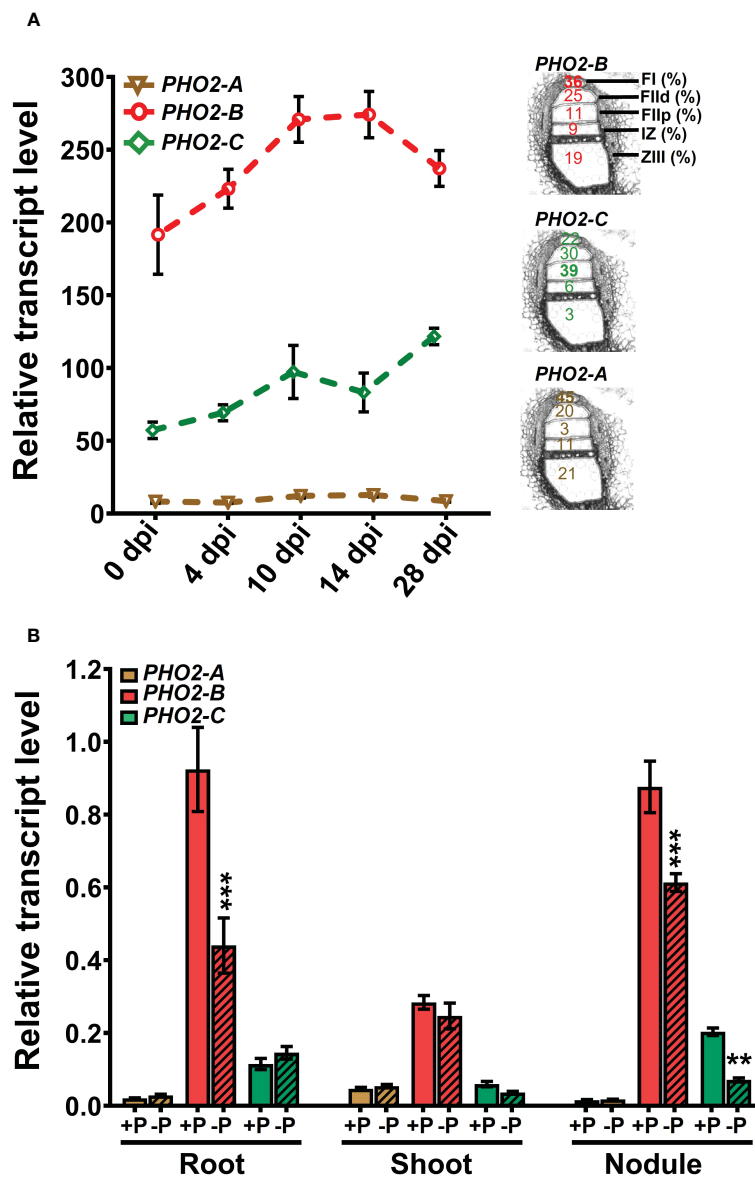 A
Relative transcript level
300
250
200
150
100
50
0
PHO2-A
PHO2-B
PHO2-C
0 dpi
4 dpi
10 dpi
14 dpi
28 dpi
PHO2-B
36
25
11
9
19
FI (%)
FIId (%)
FIIp (%)
IZ (%)
ZIII (%)
PHO2-C
22
30
39
6
3
PHO2-A
45
20
3
11
21
B
Relative transcript level
1.2
1.0
0.8
0.6
0.4
0.2
0.0
PHO2-A
PHO2-B
PHO2-C
***
***
**
+P -P +P -P +P -P +P -P +P -P +P -P +P -P +P -P +P -P
Root Shoot Nodule